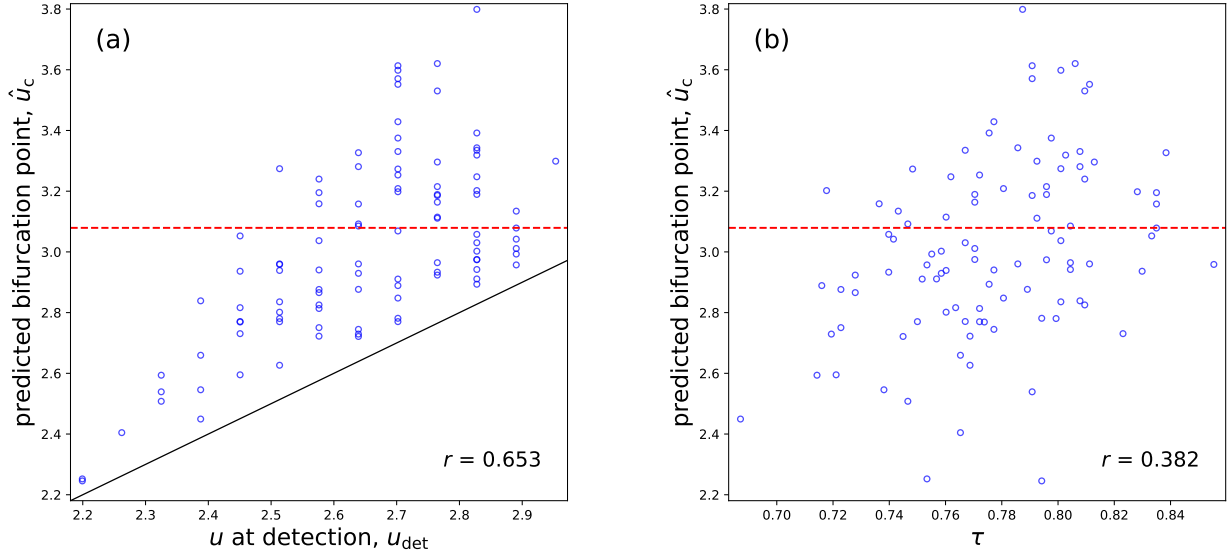 (a)
predicted bifurcation point, û_c
3.8
3.6
3.4
3.2
3.0
2.8
2.6
2.4
2.2
r = 0.653
2.2 2.3 2.4 2.5 2.6 2.7 2.8 2.9
u at detection, u_det
(b)
predicted bifurcation point, û_c
3.8
3.6
3.4
3.2
3.0
2.8
2.6
2.4
2.2
r = 0.382
0.70 0.72 0.74 0.76 0.78 0.80 0.82 0.84
τ